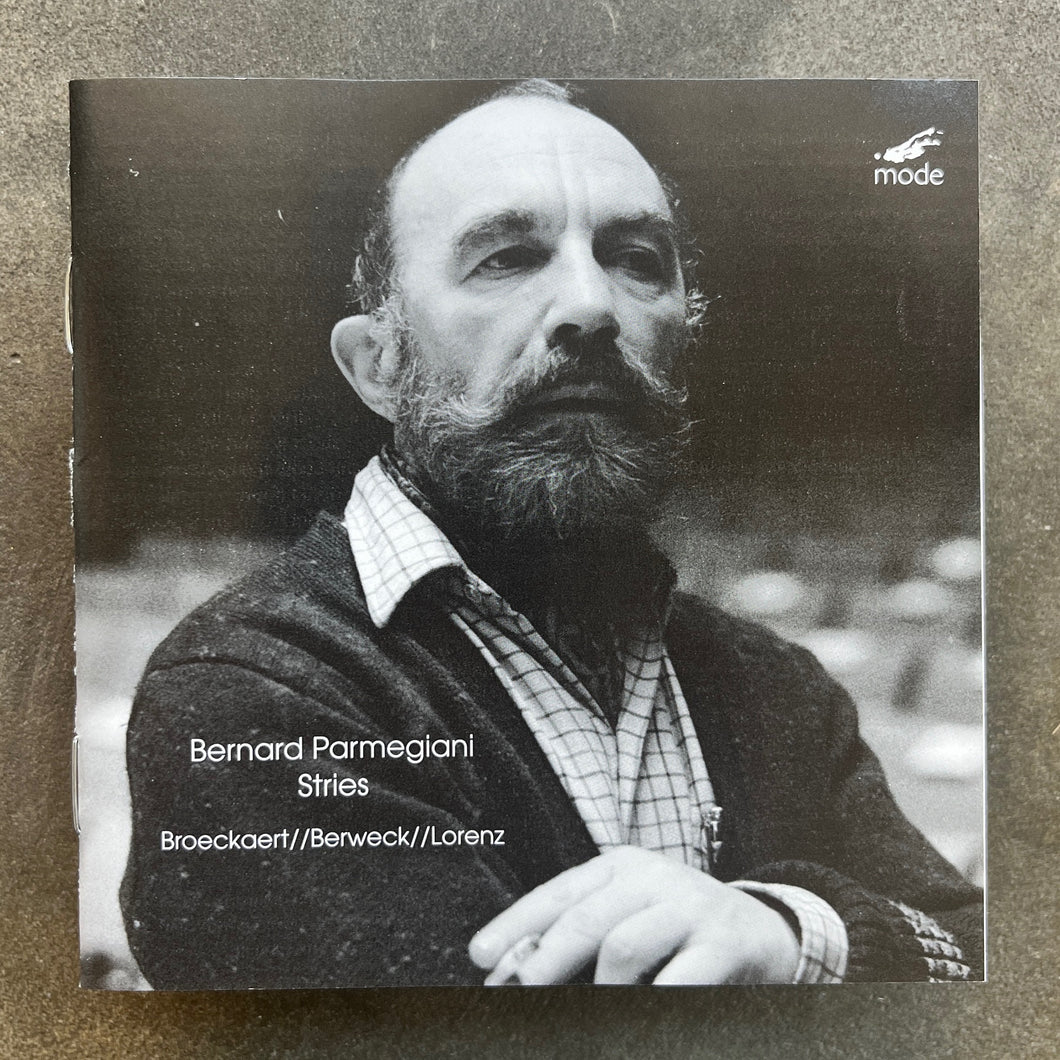 mode
Bernard Parmegiani
Stries
Broeckaert//Berweck//Lorenz